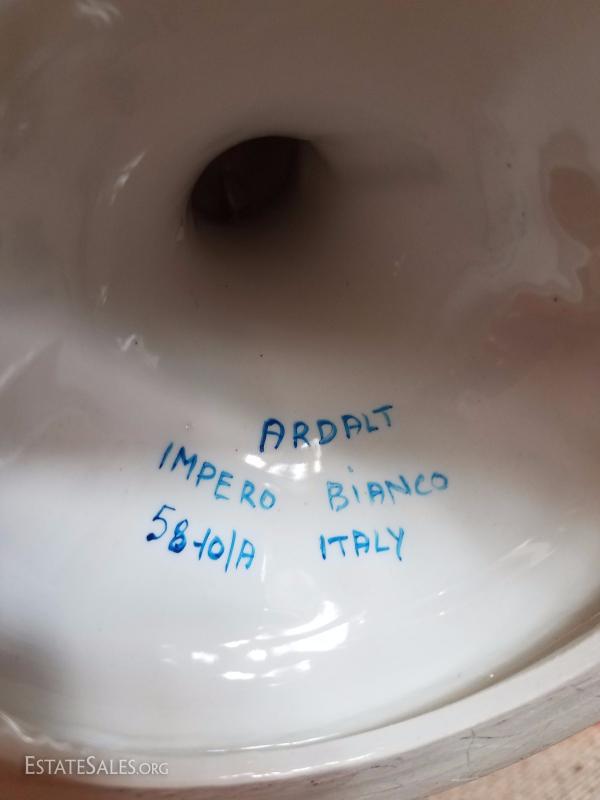 ARDALT
IMPERO BIANCO
58-10/A ITALY
ESTATESALES.ORG